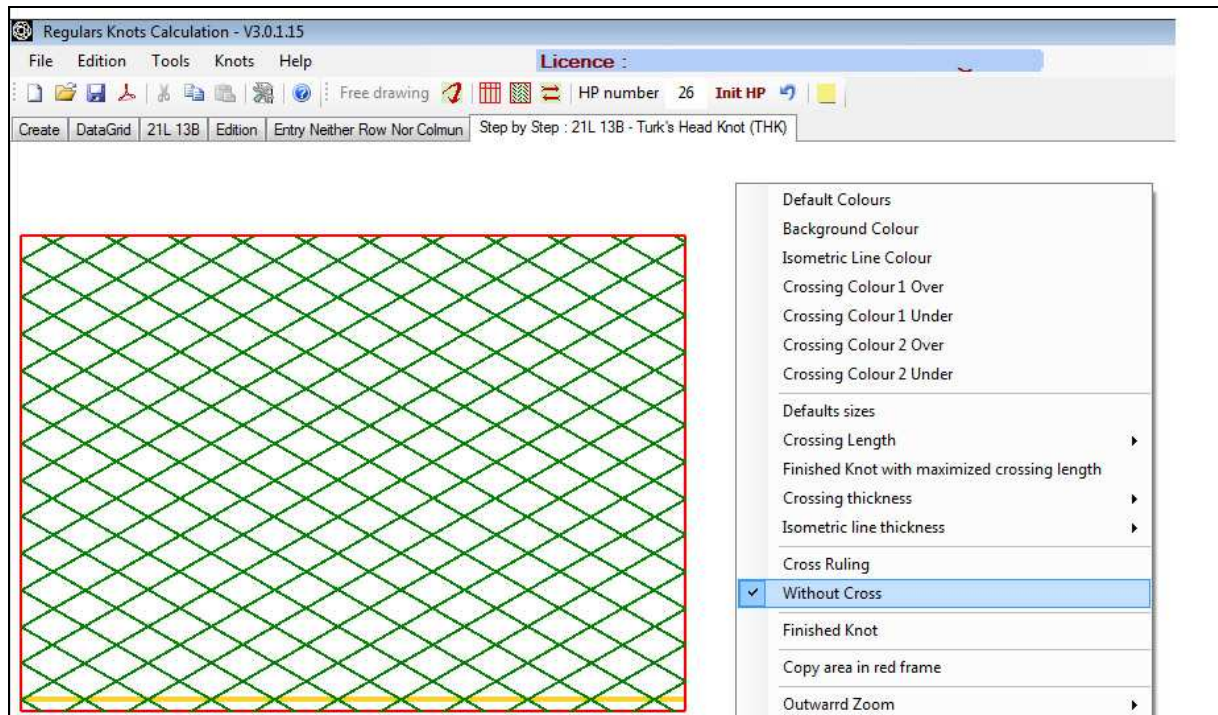 Regulars Knots Calculation - V3.0.1.15
File Edition Tools Knots Help Licence :
Free drawing HP number 26 Init HP
Create DataGrid 21L 13B Edition Entry Neither Row Nor Colmun Step by Step : 21L 13B - Turk's Head Knot (THK)
Default Colours
Background Colour
Isometric Line Colour
Crossing Colour 1 Over
Crossing Colour 1 Under
Crossing Colour 2 Over
Crossing Colour 2 Under
Defaults sizes
Crossing Length
Finished Knot with maximized crossing length
Crossing thickness
Isometric line thickness
Cross Ruling
Without Cross
Finished Knot
Copy area in red frame
Outwarrd Zoom